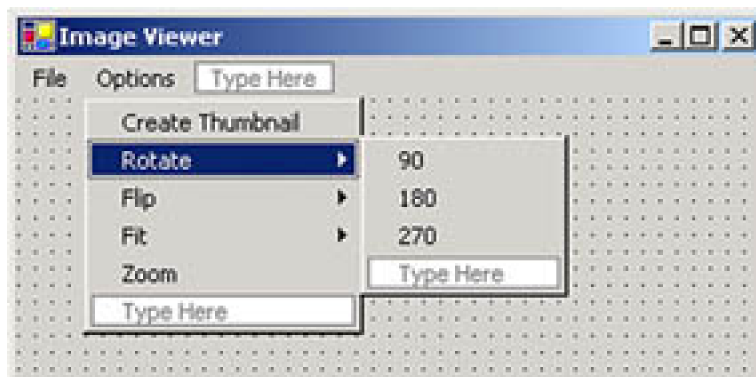 Image Viewer
File Options Type Here
Create Thumbnail
Rotate
90
Flip
180
Fit
270
Zoom
Type Here
Type Here